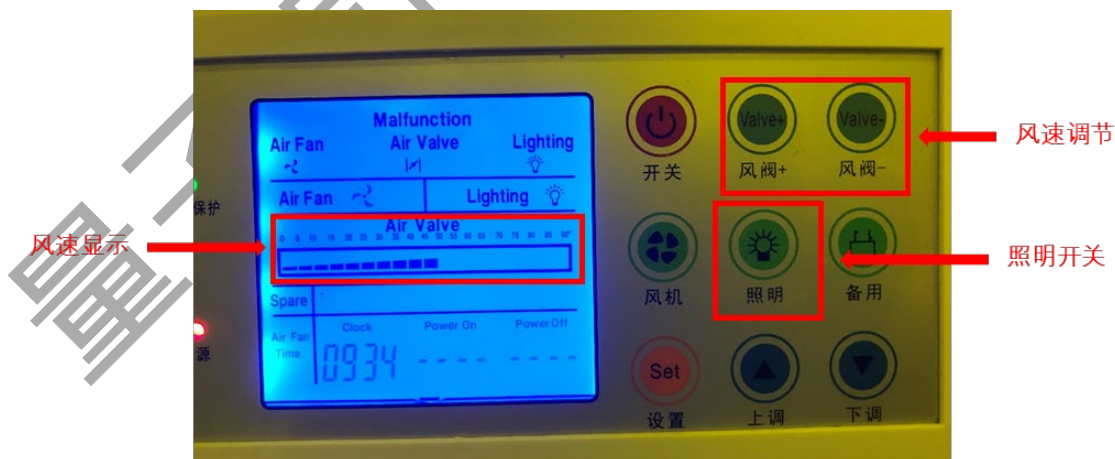 Malfunction
Air Fan Air Valve Lighting
Air Fan Lighting
Air Valve
0 5 10 15 20 25 30 35 40 45 50 55 60 65 70 75 80 85 90°
Spare
Air Fan Time
Clock Power On Power Off
0934 ---- ----
保护
源
开关
Valve+
风阀+
Valve-
风阀-
风机
照明
备用
Set
设置
上调
下调
风速显示
风速调节
照明开关